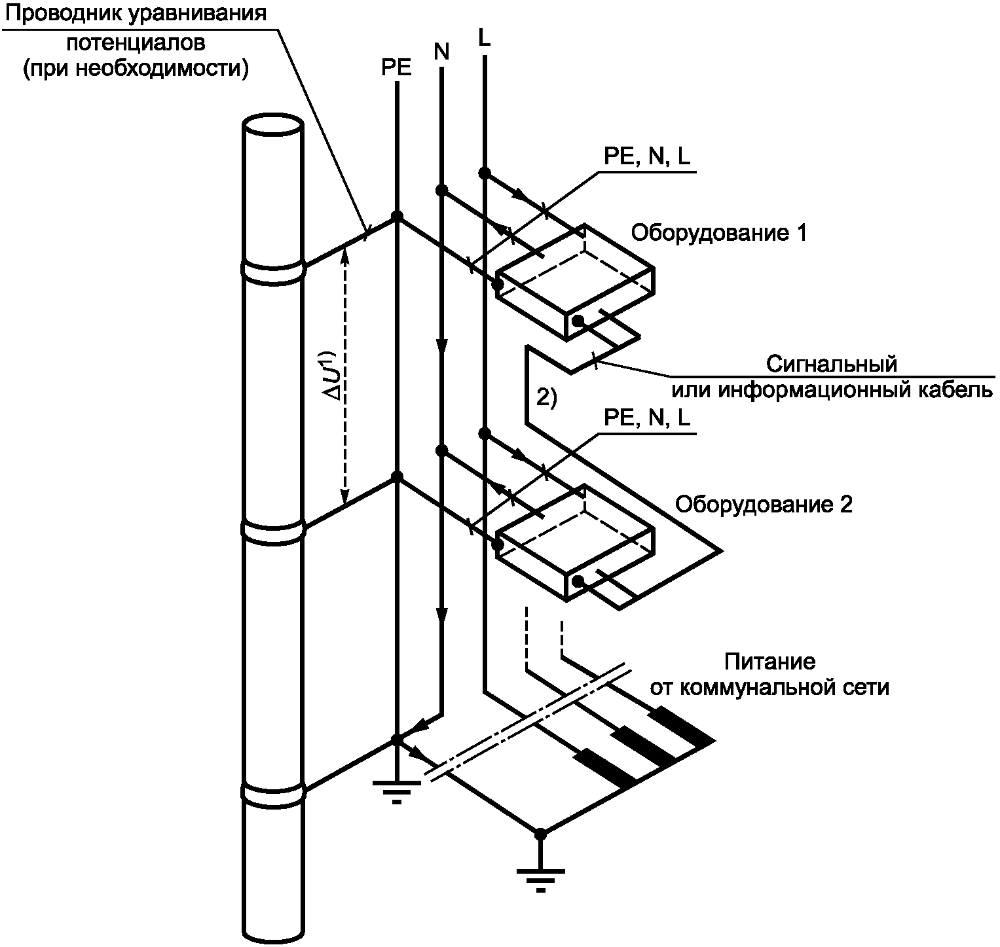 Проводник уравнивания
потенциалов
(при необходимости)
PE
N
L
PE, N, L
Оборудование 1
ΔU1)
Сигнальный
или информационный кабель
2)
PE, N, L
Оборудование 2
Питание
от коммунальной сети